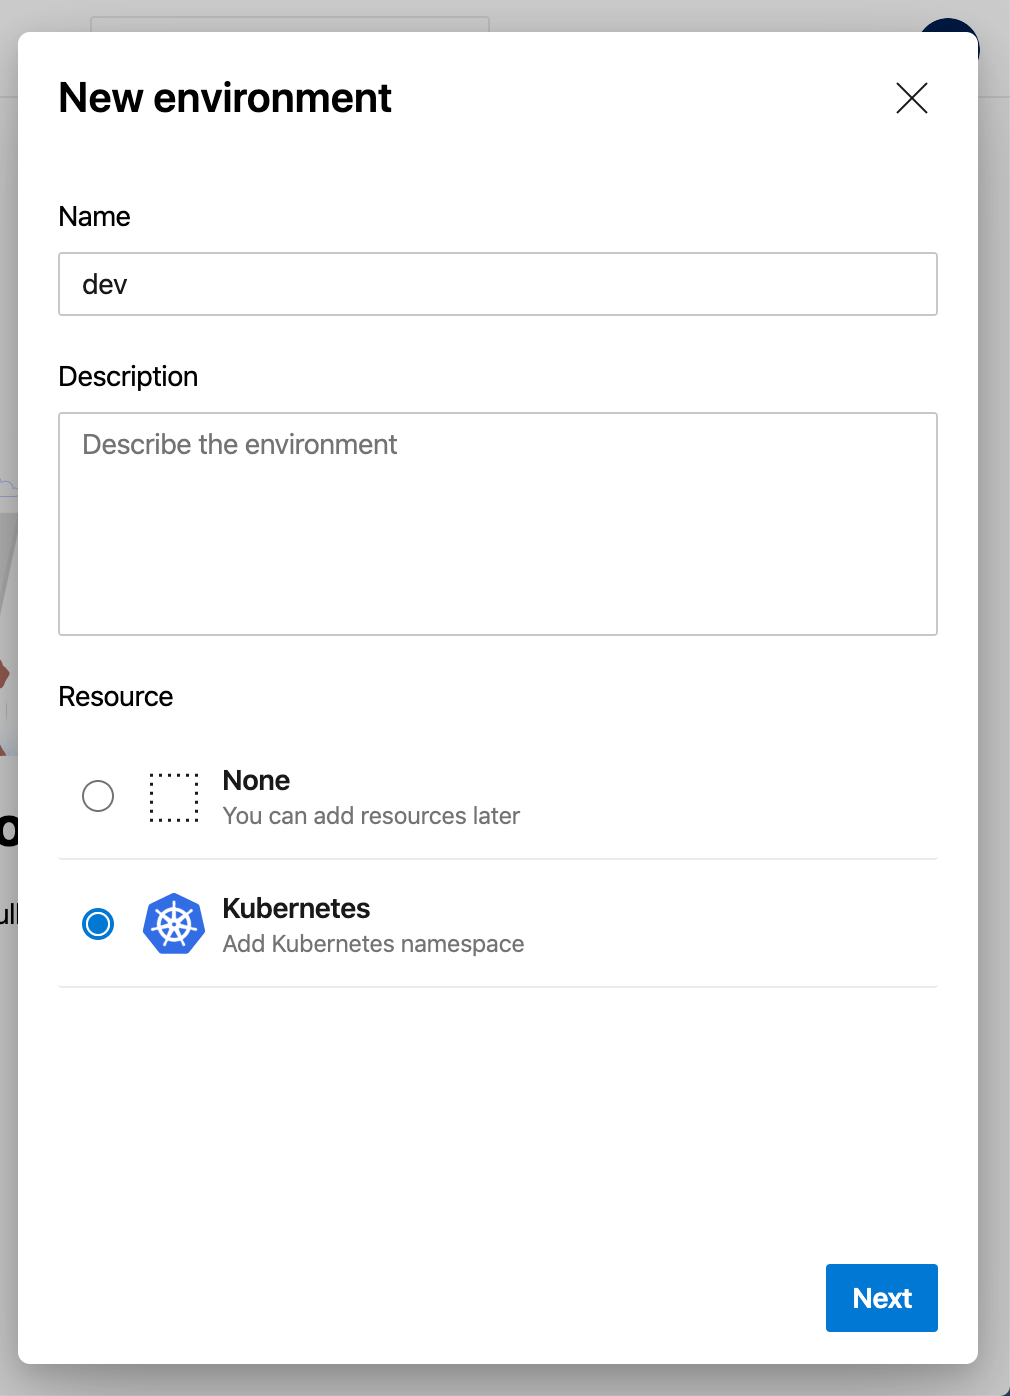 New environment
Name
dev
Description
Describe the environment
Resource
None
You can add resources later
Kubernetes
Add Kubernetes namespace
Next